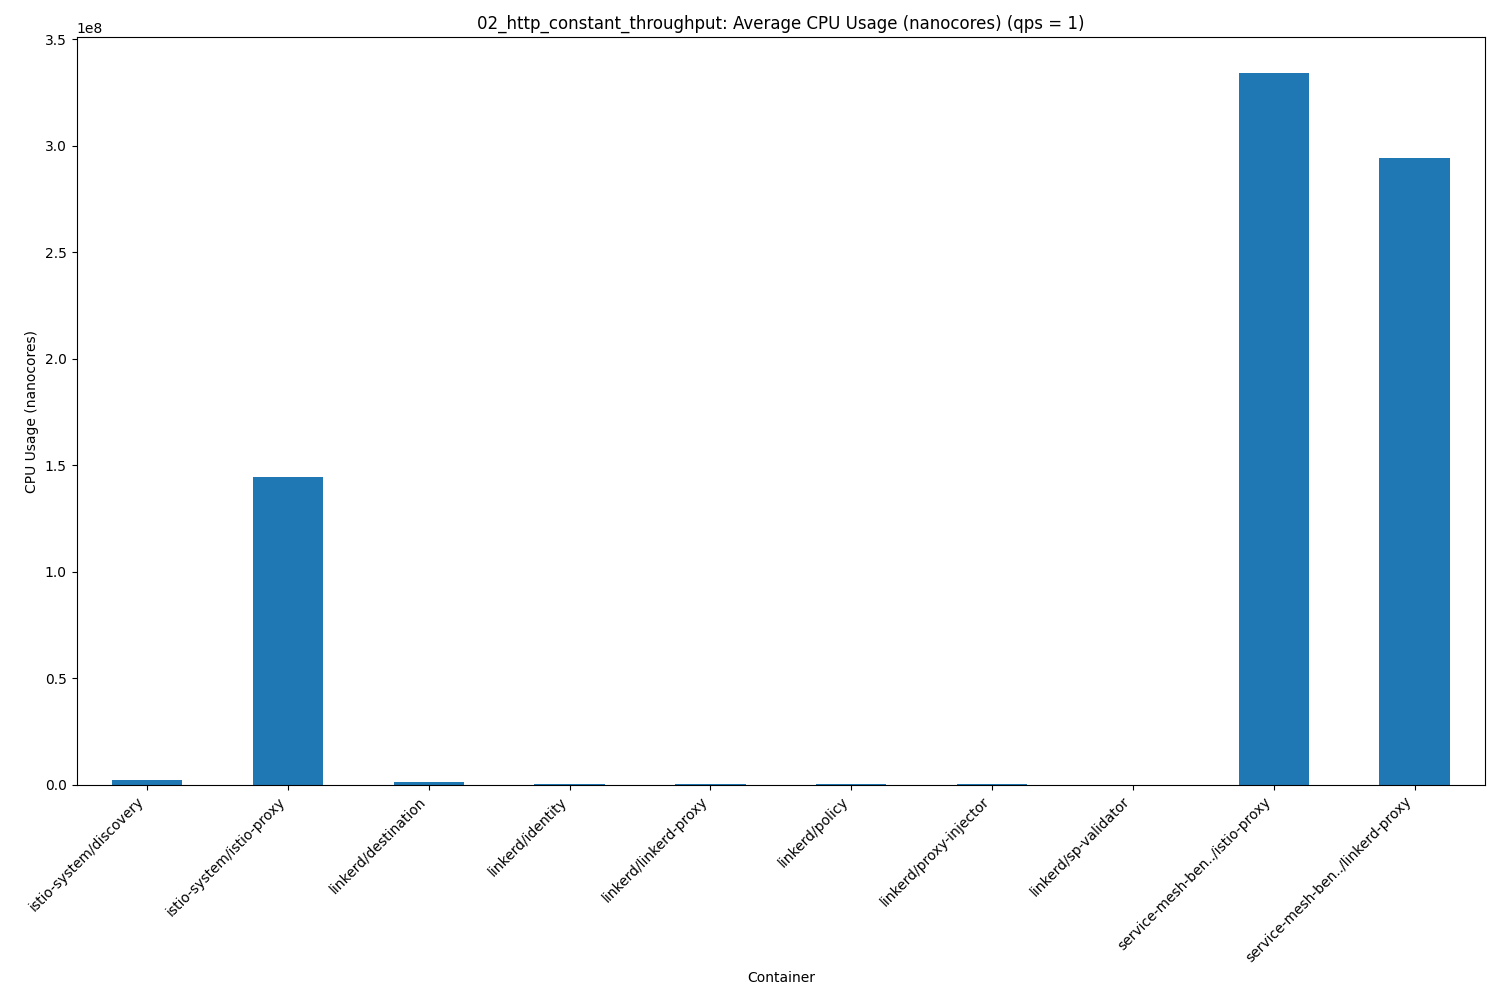 02_http_constant_throughput: Average CPU Usage (nanocores) (qps = 1)
1e8
3.5
3.0
2.5
2.0
1.5
1.0
0.5
0.0
CPU Usage (nanocores)
istio-system/discovery
istio-system/istio-proxy
linkerd/destination
linkerd/identity
linkerd/linkerd-proxy
linkerd/policy
linkerd/proxy-injector
linkerd/sp-validator
service-mesh-ben../istio-proxy
service-mesh-ben../linkerd-proxy
Container